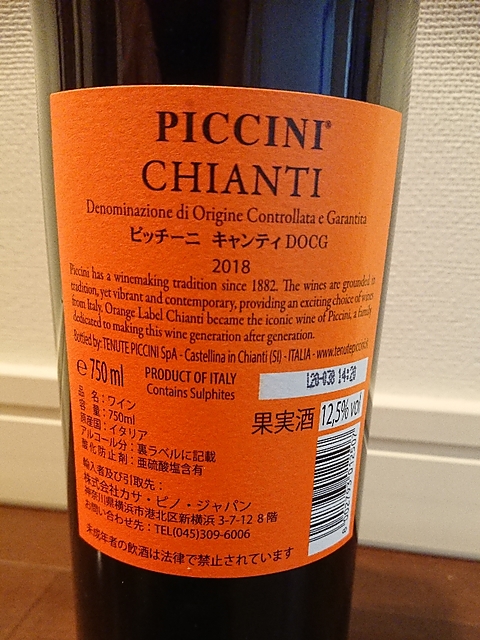 PICCINI®
CHIANTI
Denominazione di Origine Controllata e Garantita
ピッチーニ キャンティ DOCG
2018
Piccini has a winemaking tradition since 1882. The wines are grounded in
tradition, yet vibrant and contemporary, providing an exciting choice of wines
from Italy. Orange Label Chianti became the iconic wine of Piccini, a family
dedicated to making this wine generation after generation.
Bottled by: TENUTE PICCINI SpA - Castellina in Chianti (SI) - ITALIA - www.tenutepiccini.it
℮ 750 ml
PRODUCT OF ITALY
Contains Sulphites
L20-038 14:20
品名：ワイン
容量：750ml
原産国：イタリア
アルコール分：裏ラベルに記載
酸化防止剤：亜硫酸塩含有
果実酒
12,5% vol
輸入者及び引取先：
株式会社カサ・ピノ・ジャパン
神奈川県横浜市港北区新横浜 3-7-12 8 階
お問い合わせ先：TEL(045)309-6006
未成年者の飲酒は法律で禁止されています